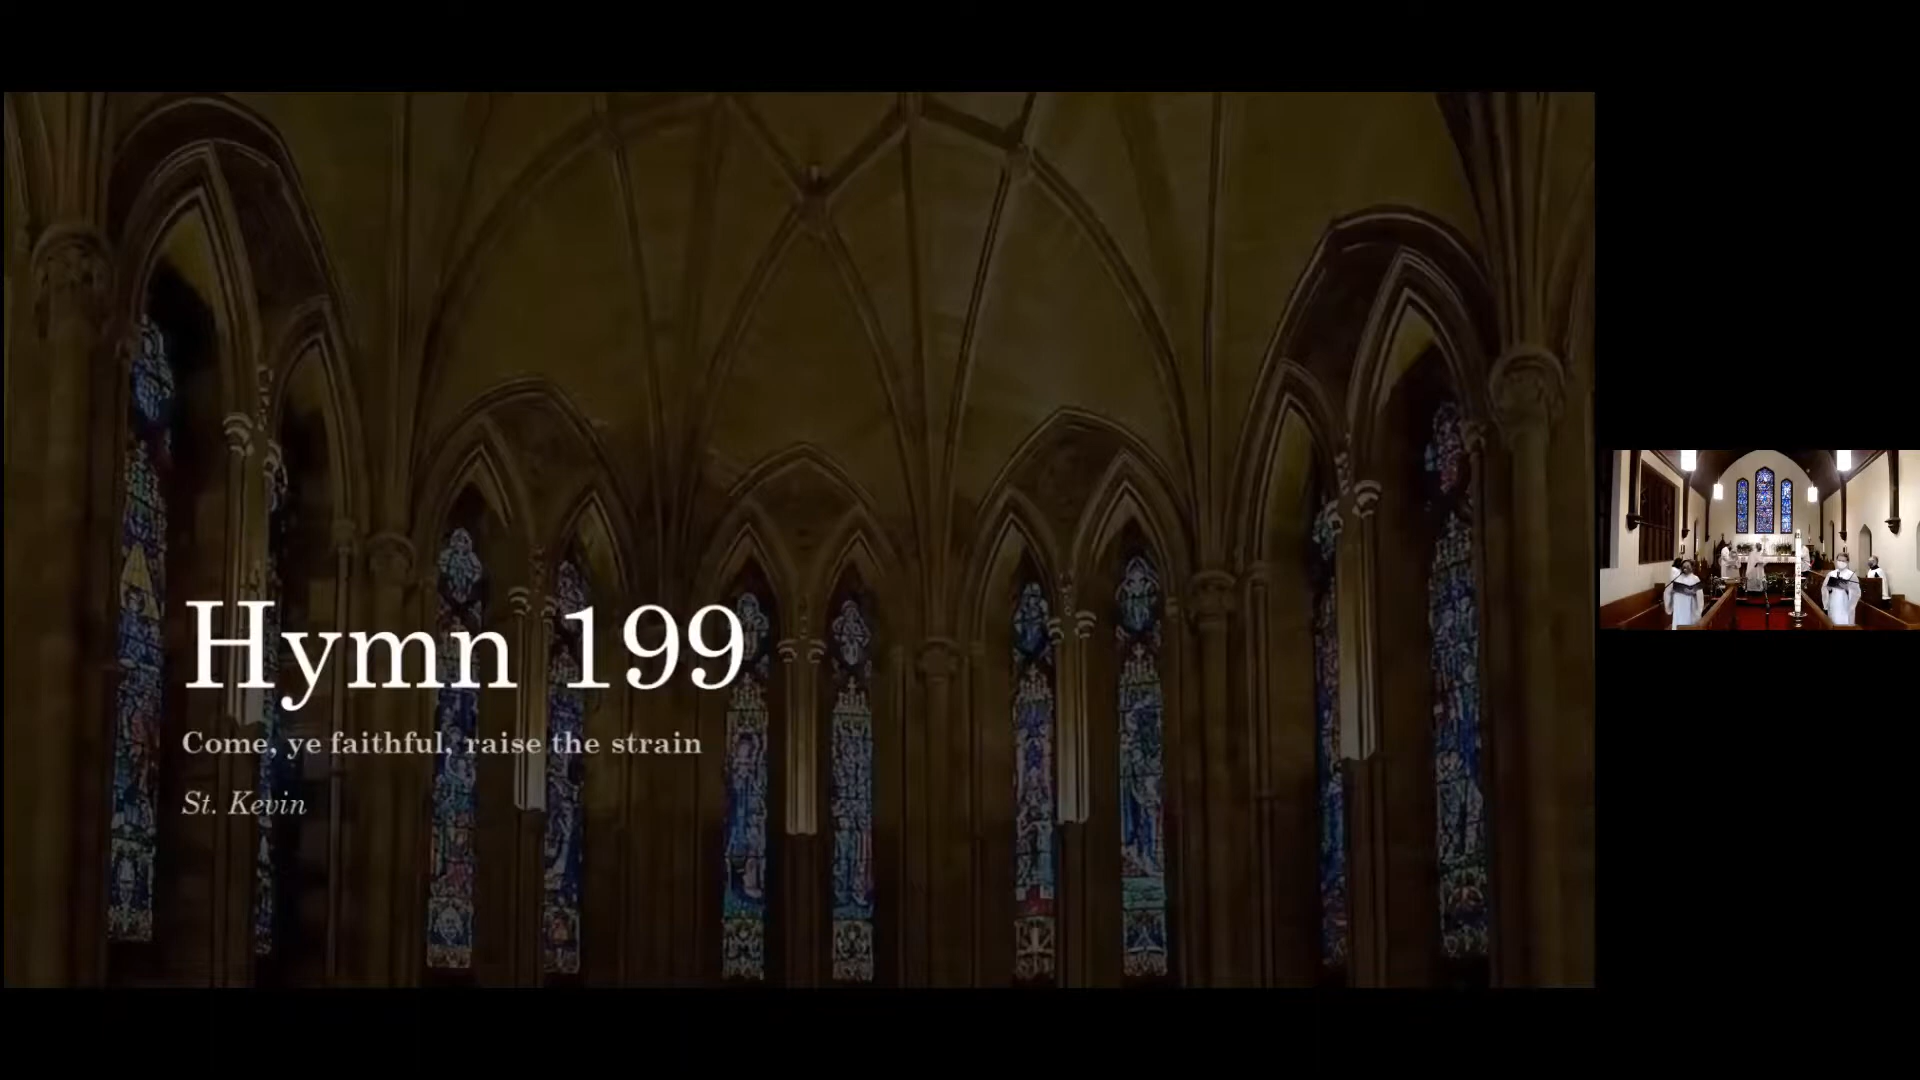 Hymn 199
Come, ye faithful, raise the strain
St. Kevin